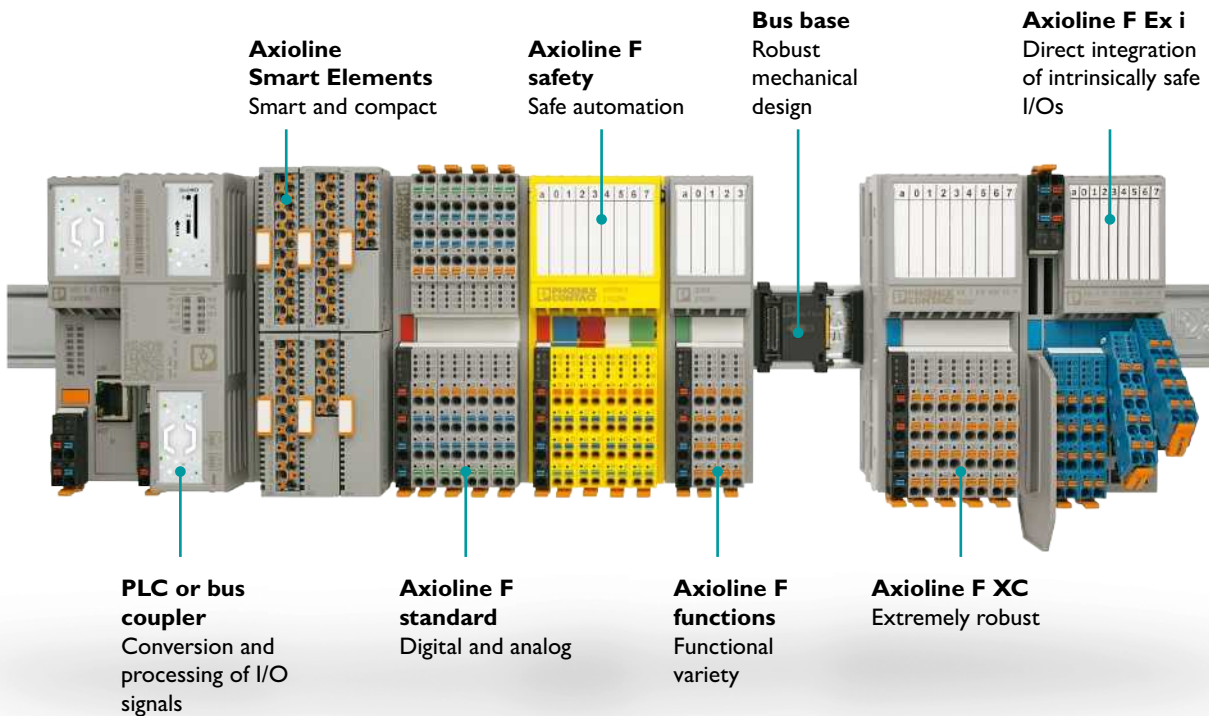 Axioline
Smart Elements
Smart and compact
Axioline F
safety
Safe automation
Bus base
Robust
mechanical
design
Axioline F Ex i
Direct integration
of intrinsically safe
I/Os
a 0 1 2 3 4 5 6 7
a 0 1 2 3
a 0 1 2 3 4 5 6 7
a 0 1 2 3 4 5 6 7
PHOENIX
CONTACT
PHOENIX
CONTACT
PLC or bus
coupler
Conversion and
processing of I/O
signals
Axioline F
standard
Digital and analog
Axioline F
functions
Functional
variety
Axioline F XC
Extremely robust